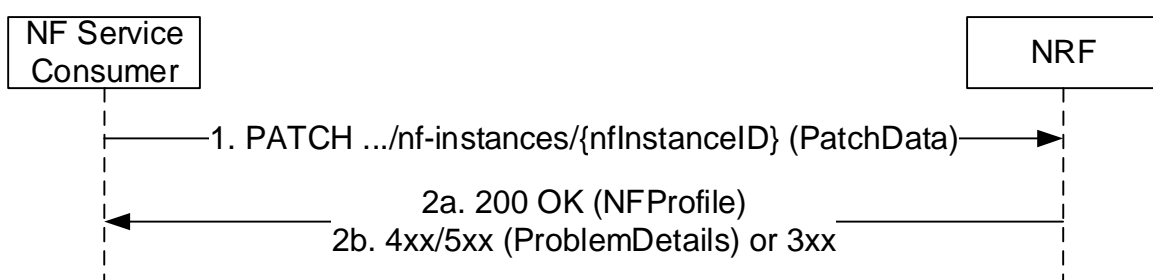 NF Service
Consumer
NRF
1. PATCH .../nf-instances/{nfInstanceID} (PatchData)
2a. 200 OK (NFProfile)
2b. 4xx/5xx (ProblemDetails) or 3xx